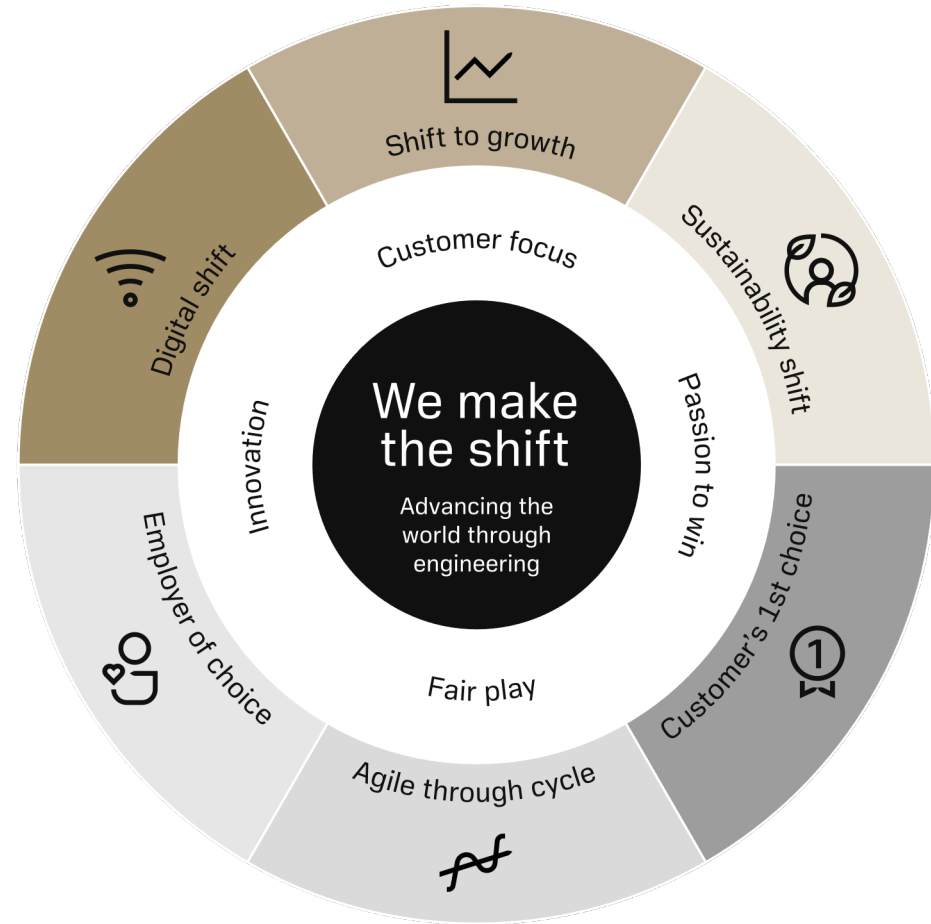 Shift to growth
Sustainability shift
Customer's 1st choice
1
Agile through cycle
Employer of choice
Digital shift
Customer focus
Passion to win
Fair play
Innovation
We make
the shift
Advancing the
world through
engineering